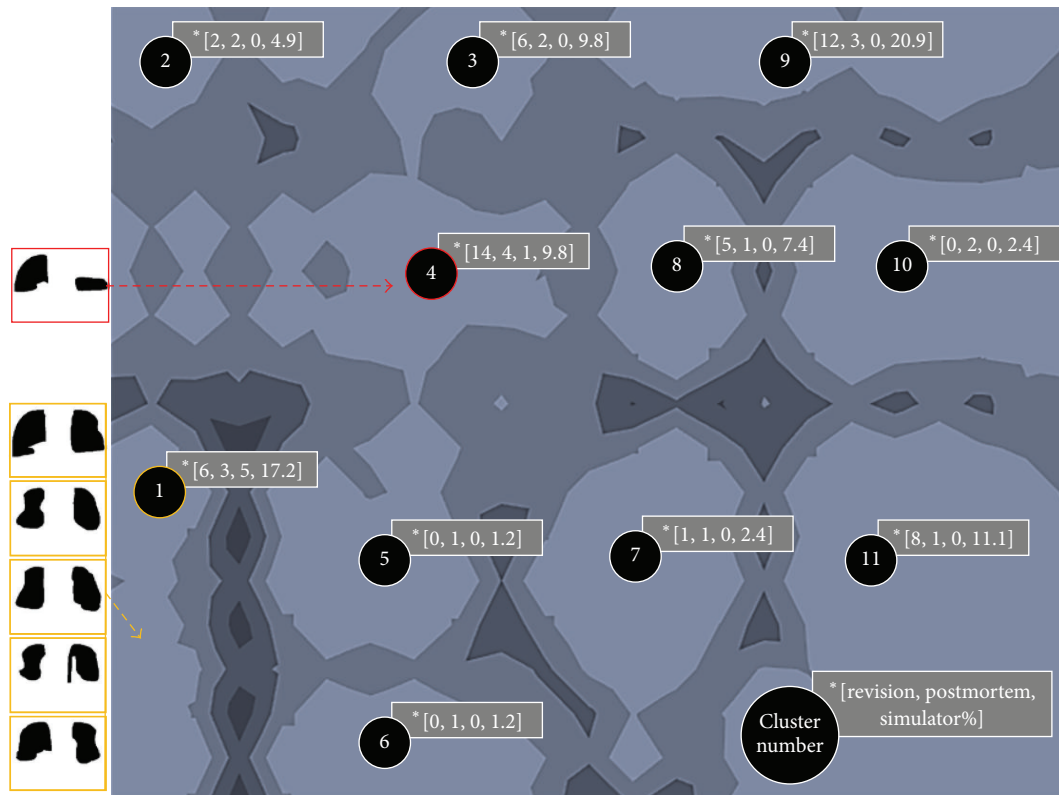 2
* [2, 2, 0, 4.9]
3
* [6, 2, 0, 9.8]
9
* [12, 3, 0, 20.9]
4
* [14, 4, 1, 9.8]
8
* [5, 1, 0, 7.4]
10
* [0, 2, 0, 2.4]
1
* [6, 3, 5, 17.2]
5
* [0, 1, 0, 1.2]
7
* [1, 1, 0, 2.4]
11
* [8, 1, 0, 11.1]
6
* [0, 1, 0, 1.2]
Cluster
number
* [revision, postmortem,
simulator%]